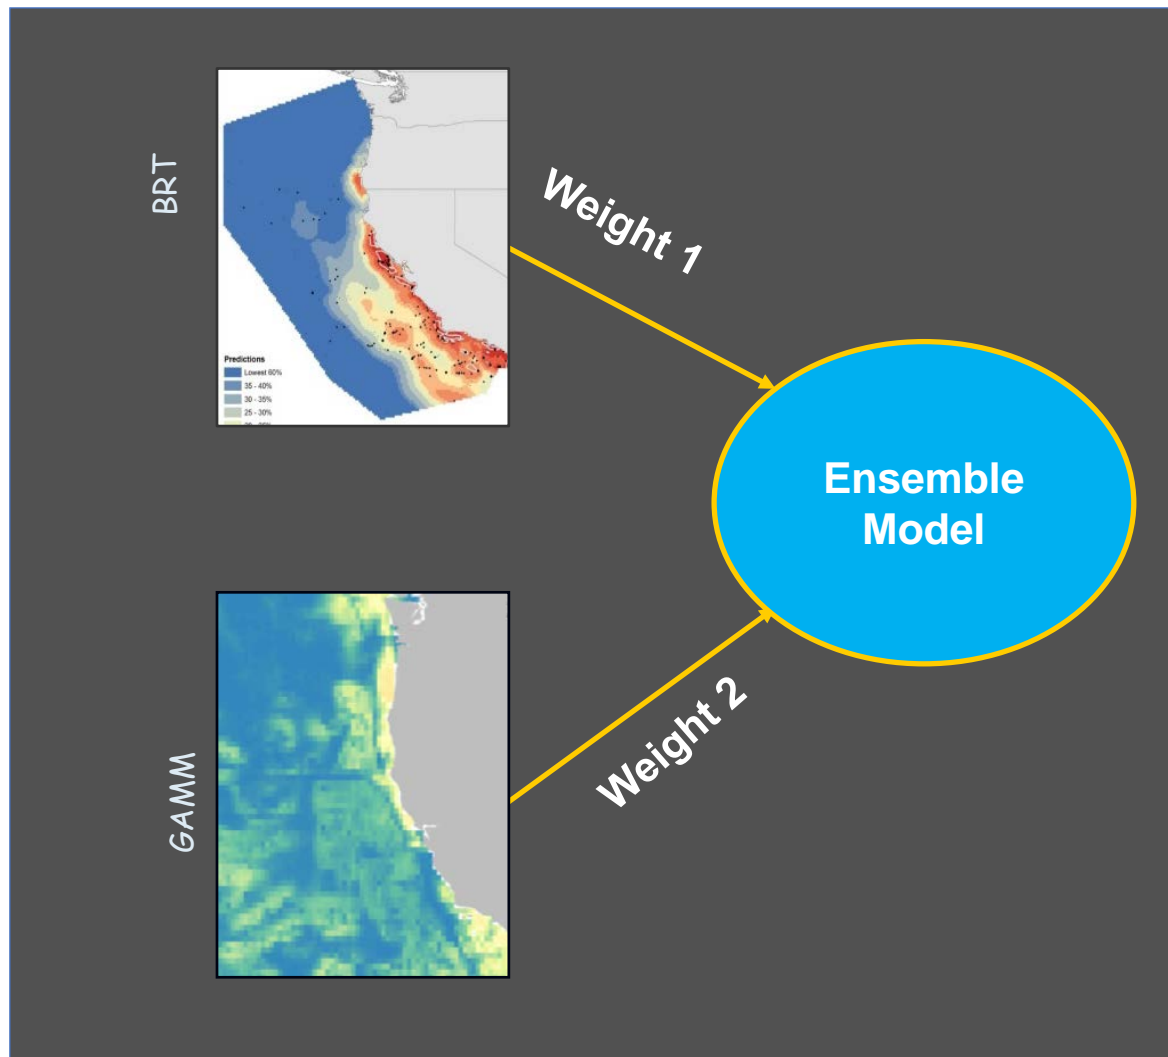 BRT
Weight 1
Predictions
Lowest 60%
35 - 40%
30 - 35%
25 - 30%
Ensemble
Model
Weight 2
GAMM